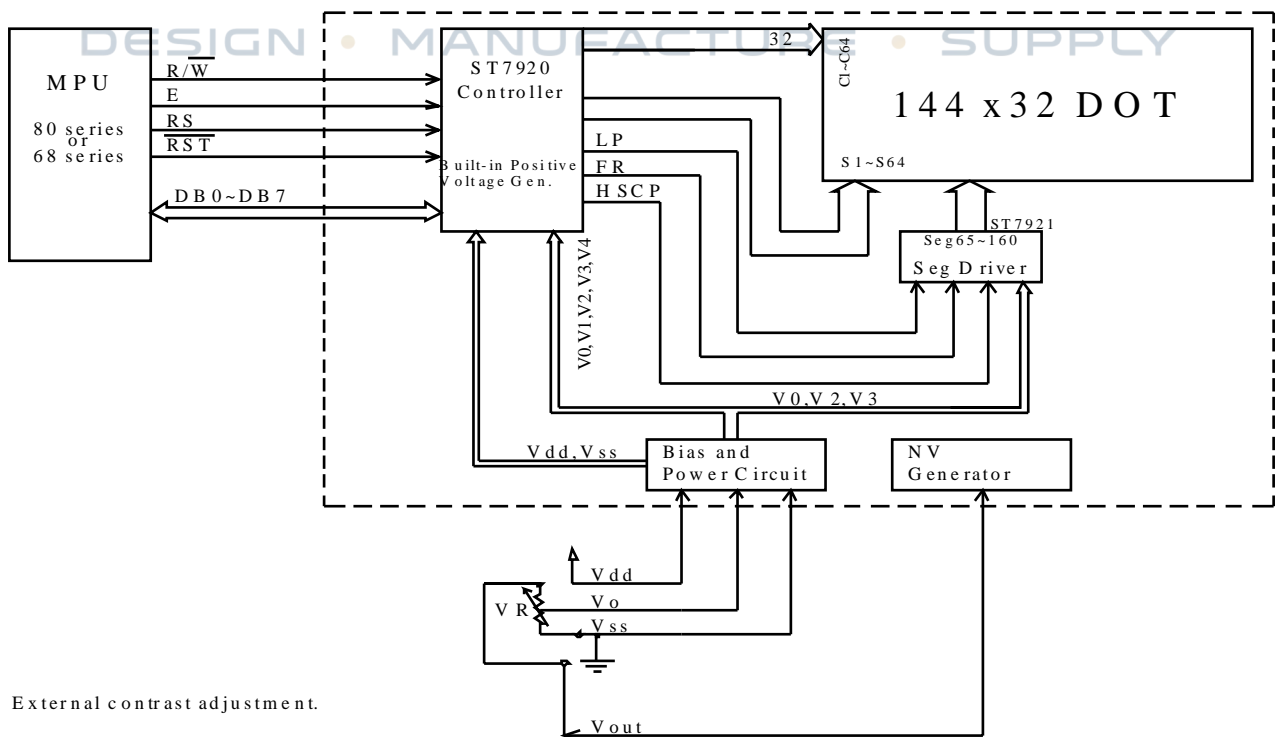 DESIGN • MANUFACTURE • SUPPLY
MPU
80 series
or
68 series
R/W
E
RS
RST
DB0~DB7
ST7920
Controller
Built-in Positive
Voltage Gen.
32
C1~C64
144 x32 DOT
S1~S64
LP
FR
HSCP
ST7921
Seg65~160
Seg Driver
V0,V1,V2,V3,V4
V0,V2,V3
Vdd,Vss
Bias and
Power Circuit
NV
Generator
Vdd
VR
Vo
Vss
External contrast adjustment.
Vout